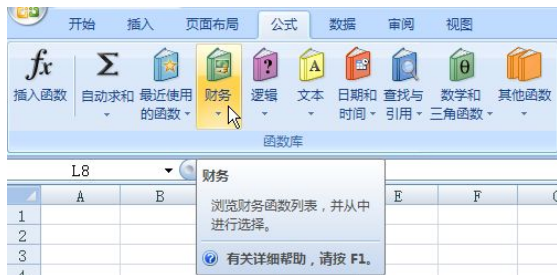 开始 插入 页面布局 公式 数据 审阅 视图
fx Σ ? A θ
插入函数 自动求和 最近使用的函数 财务 逻辑 文本 日期和时间 查找与引用 数学和三角函数 其他函数
函数库
L8
财务
A B E F
浏览财务函数列表，并从中
进行选择。
1
2
3
有关详细帮助，请按 F1。